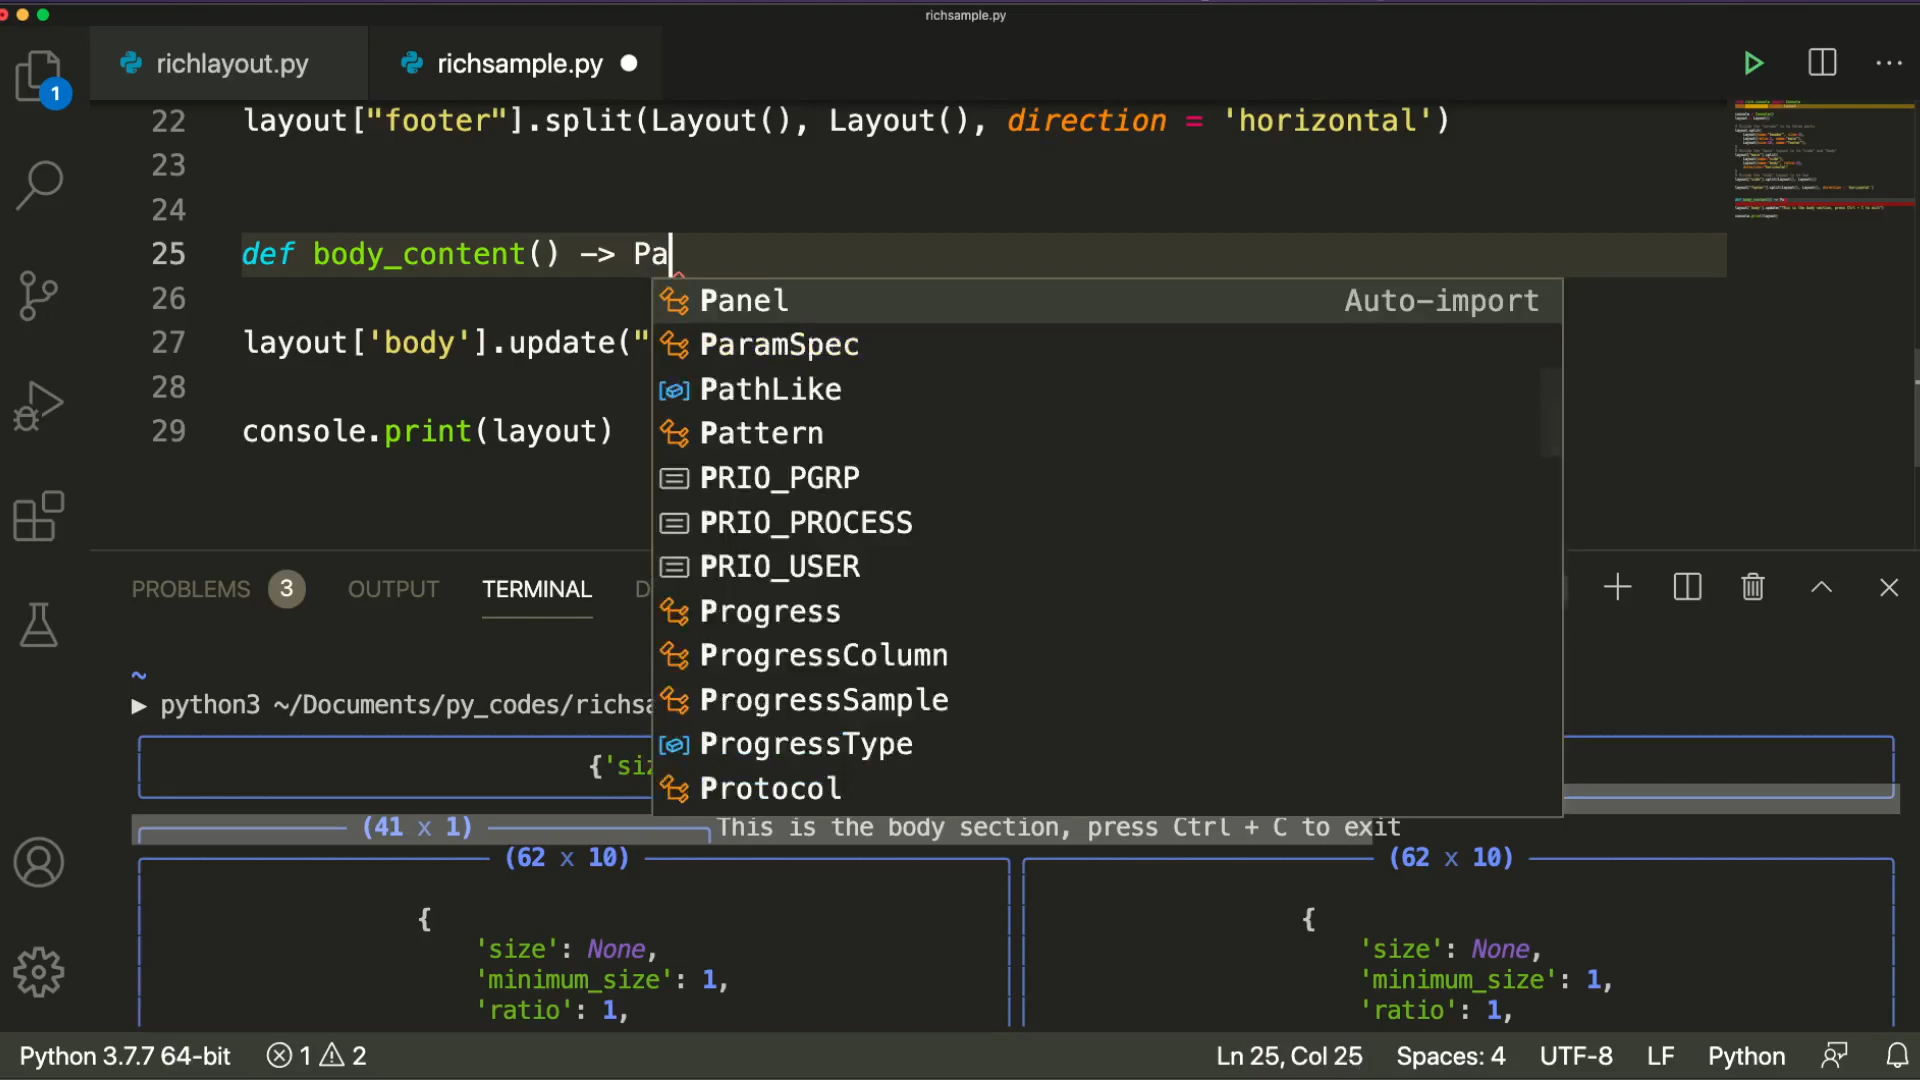 richsample.py
richlayout.py
richsample.py
1
22 layout["footer"].split(Layout(), Layout(), direction = 'horizontal')
23
24
25 def body_content() -> Pa
26
27 layout['body'].update("
28
29 console.print(layout)
Panel Auto-import
ParamSpec
PathLike
Pattern
PRIO_PGRP
PRIO_PROCESS
PRIO_USER
Progress
ProgressColumn
ProgressSample
ProgressType
Protocol
PROBLEMS 3 OUTPUT TERMINAL D
~
▶ python3 ~/Documents/py_codes/richsa
{'siz
(41 x 1) This is the body section, press Ctrl + C to exit
(62 x 10) (62 x 10)
{ {
'size': None, 'size': None,
'minimum_size': 1, 'minimum_size': 1,
'ratio': 1, 'ratio': 1,
Python 3.7.7 64-bit 1 2 Ln 25, Col 25 Spaces: 4 UTF-8 LF Python